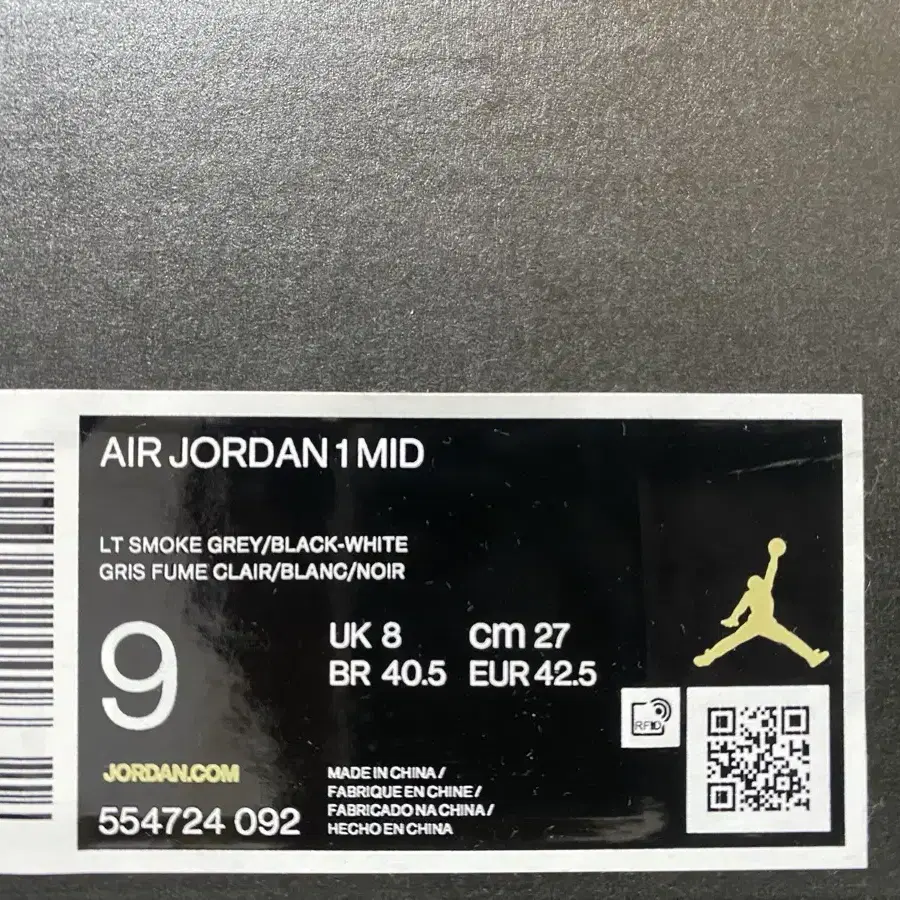 AIR JORDAN 1 MID
LT SMOKE GREY/BLACK-WHITE
GRIS FUME CLAIR/BLANC/NOIR
9
UK 8 cm 27
BR 40.5 EUR 42.5
RFID
JORDAN.COM
554724 092
MADE IN CHINA /
FABRIQUE EN CHINE /
FABRICADO NA CHINA /
HECHO EN CHINA